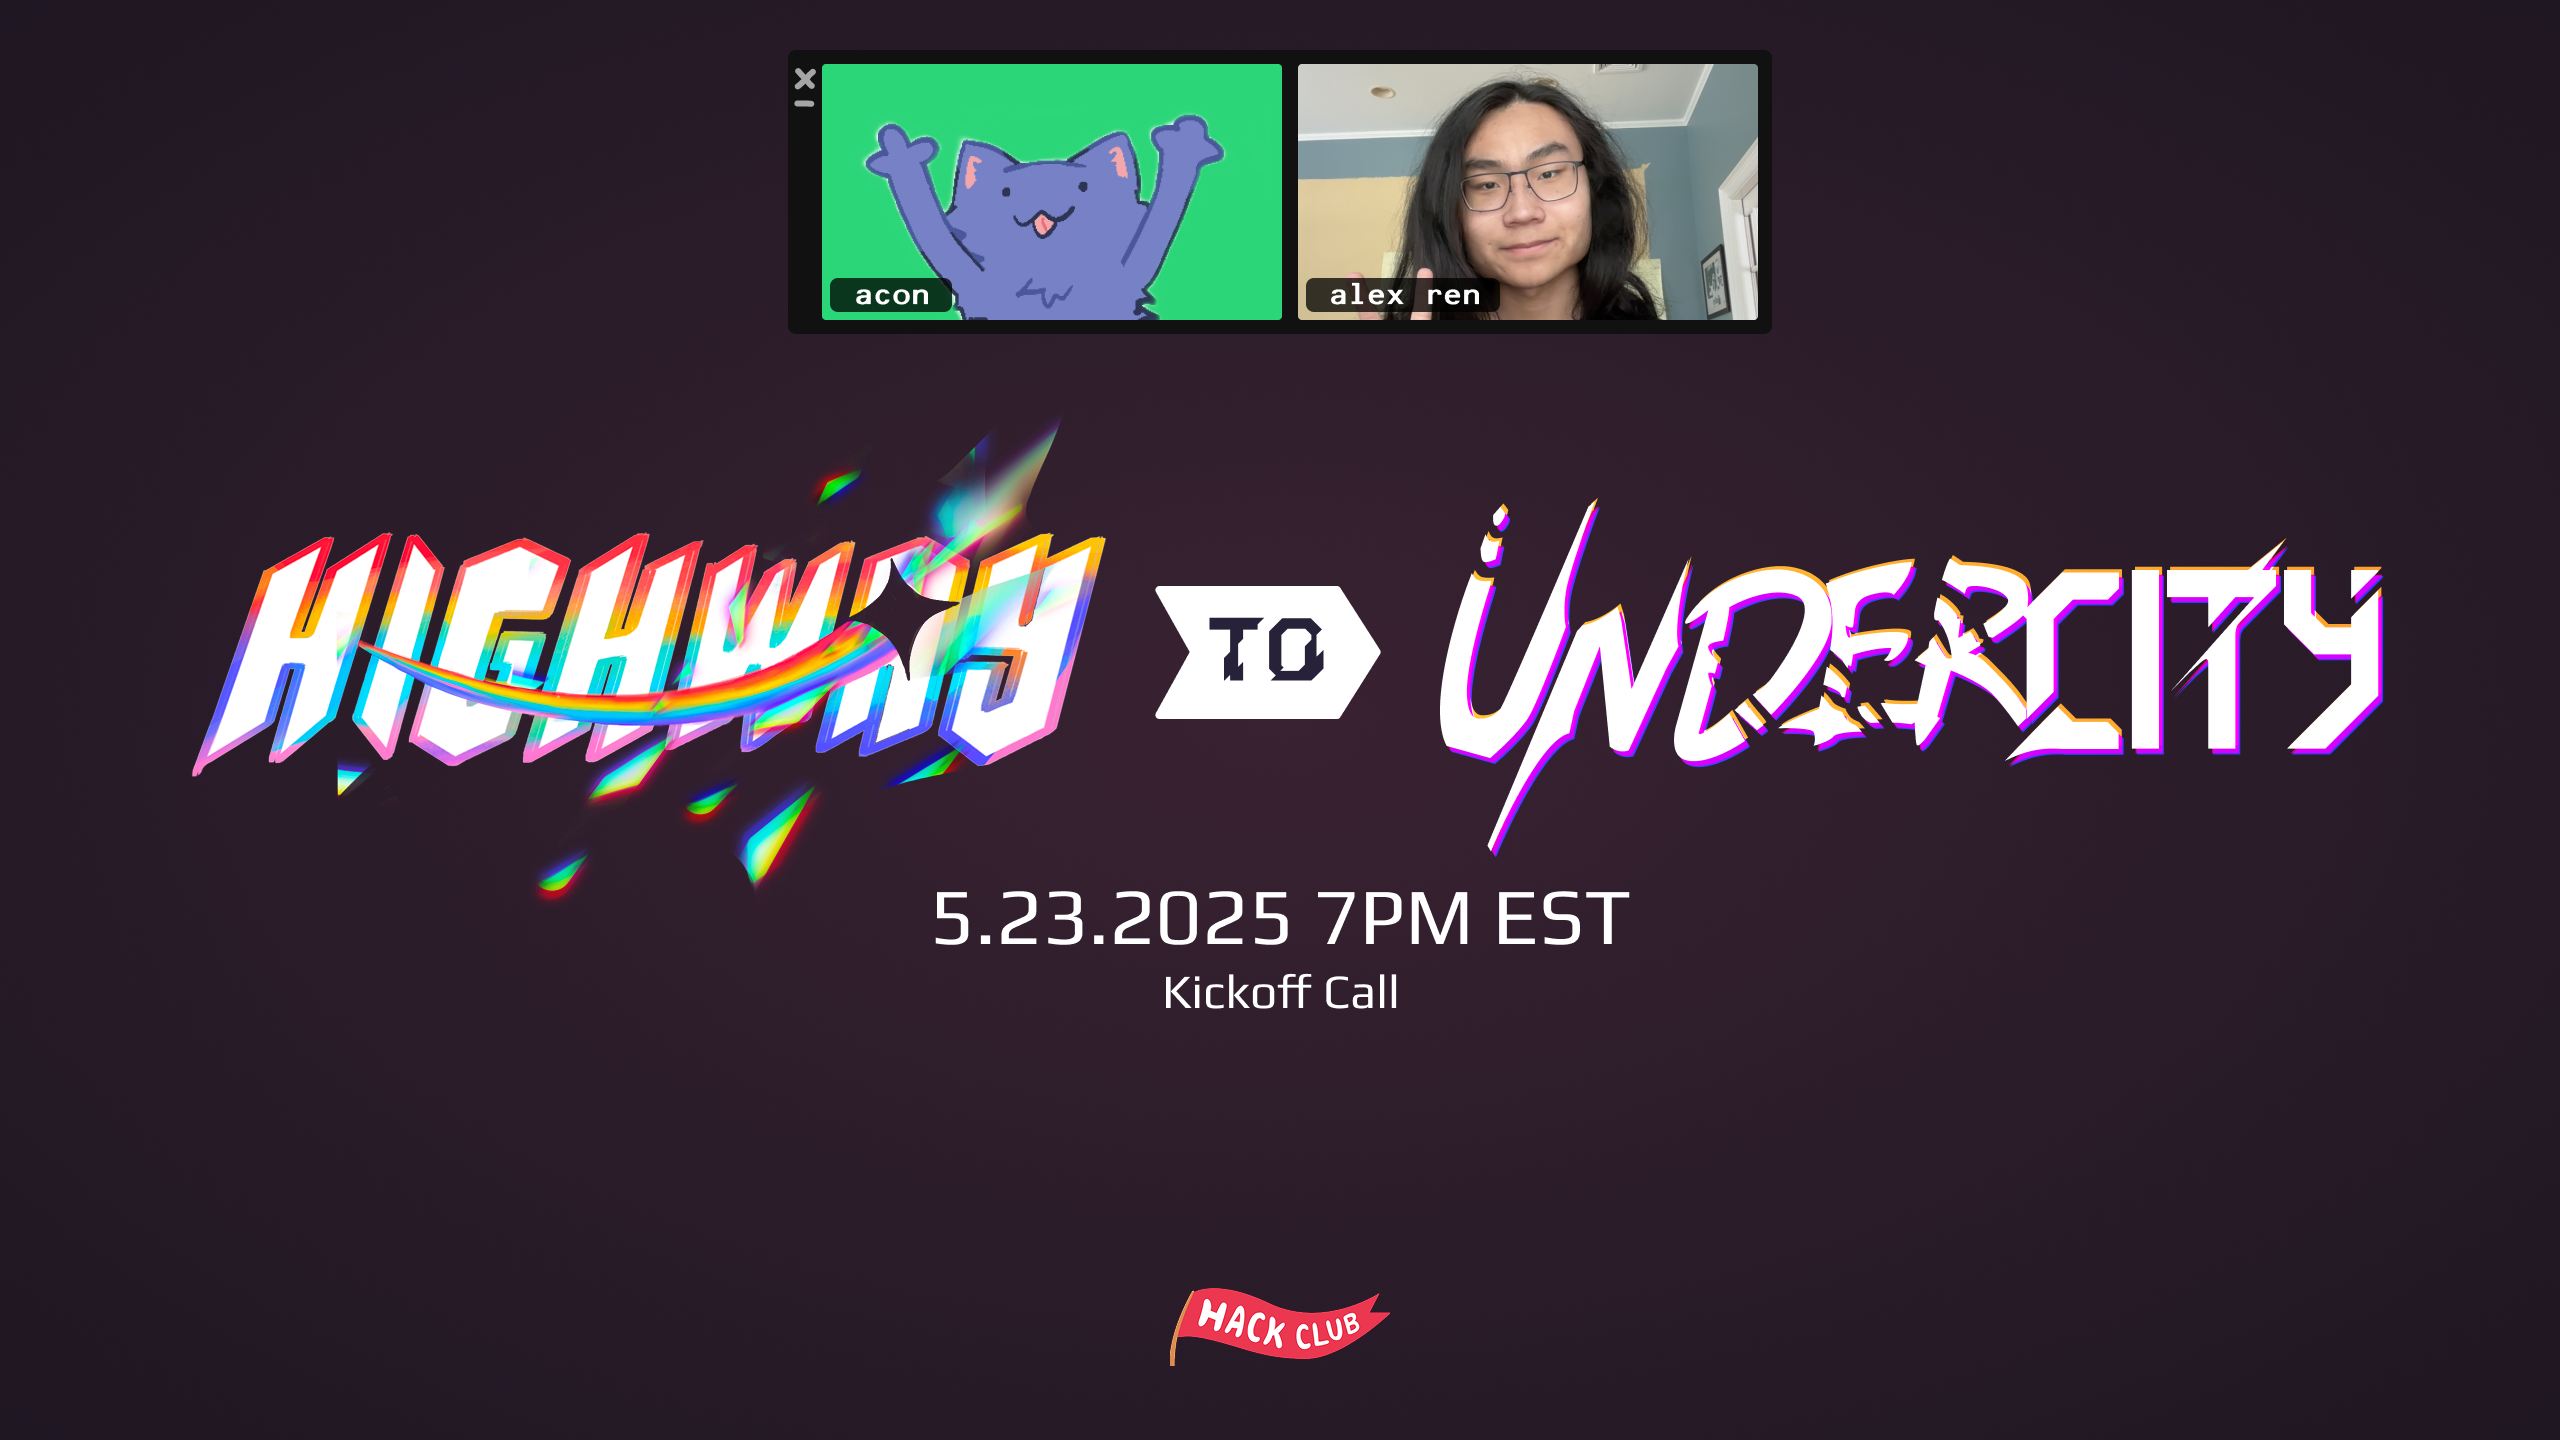 acon
alex ren
HIGHWAY TO UNDERCITY
5.23.2025 7PM EST
Kickoff Call
HACK CLUB